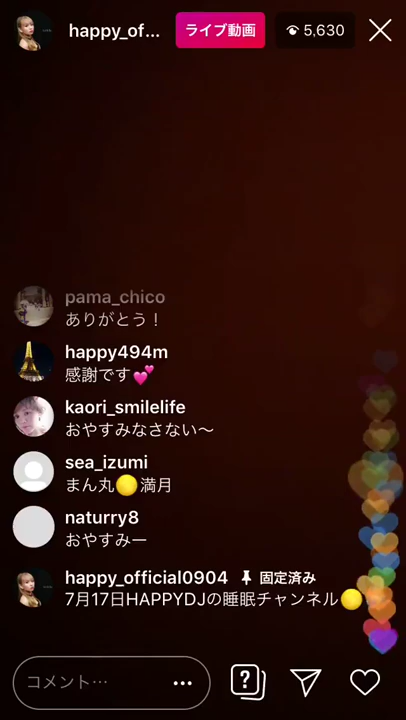 happy_of...
ライブ動画
5,630
pama_chico
ありがとう！
happy494m
感謝です💕
kaori_smilelife
おやすみなさない〜
sea_izumi
まん丸🌕満月
naturry8
おやすみー
happy_official0904 📌 固定済み
7月17日HAPPYDJの睡眠チャンネル🌕
コメント…